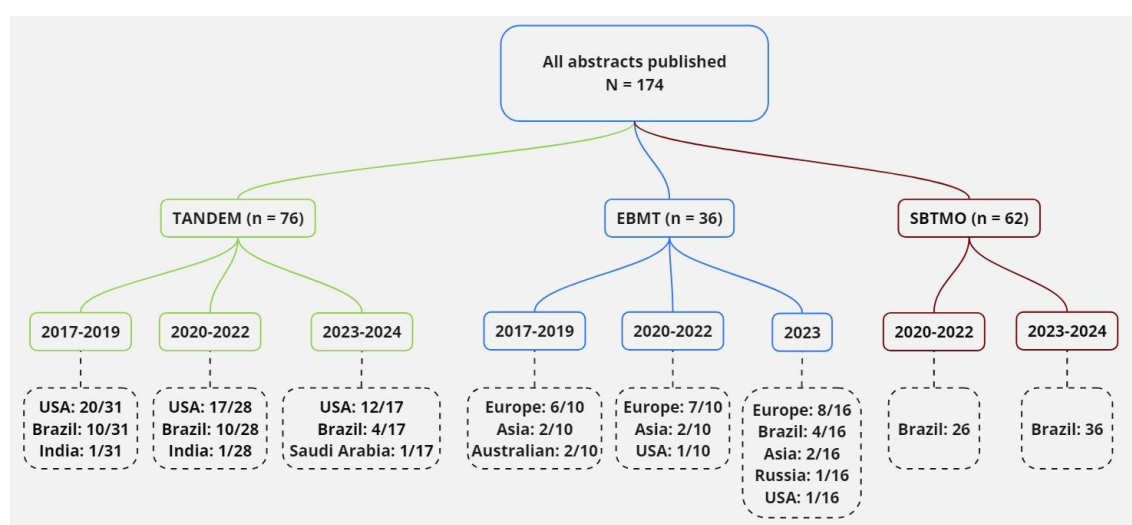 All abstracts published
N = 174
TANDEM (n = 76)
EBMT (n = 36)
SBTMO (n = 62)
2017-2019
2020-2022
2023-2024
2017-2019
2020-2022
2023
2020-2022
2023-2024
USA: 20/31
Brazil: 10/31
India: 1/31
USA: 17/28
Brazil: 10/28
India: 1/28
USA: 12/17
Brazil: 4/17
Saudi Arabia: 1/17
Europe: 6/10
Asia: 2/10
Australian: 2/10
Europe: 7/10
Asia: 2/10
USA: 1/10
Europe: 8/16
Brazil: 4/16
Asia: 2/16
Russia: 1/16
USA: 1/16
Brazil: 26
Brazil: 36